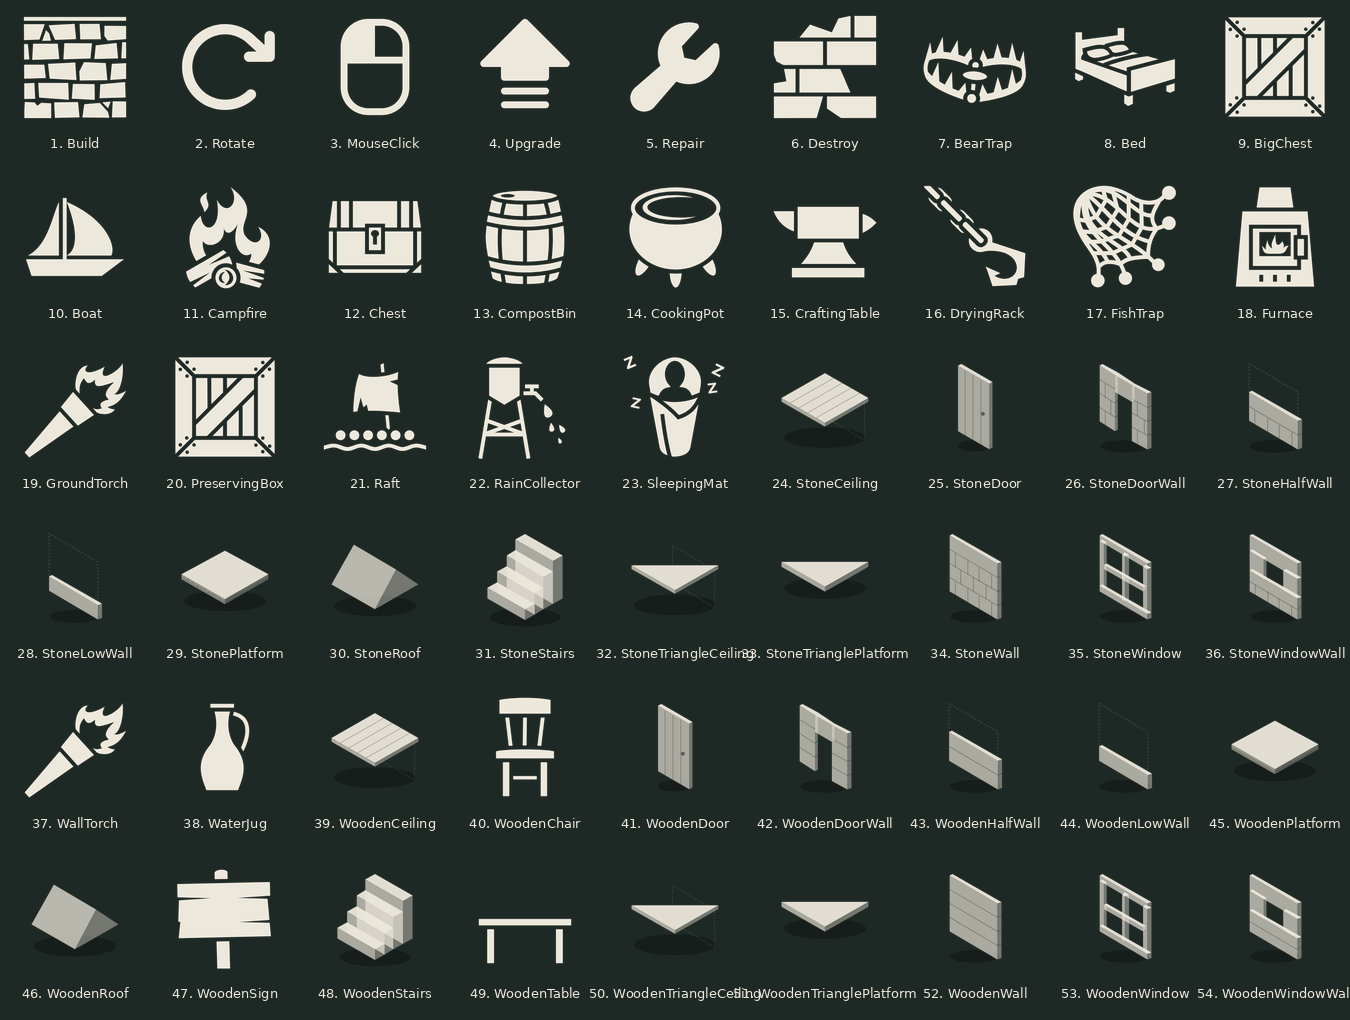 1. Build 2. Rotate 3. MouseClick 4. Upgrade 5. Repair 6. Destroy 7. BearTrap 8. Bed 9. BigChest
10. Boat 11. Campfire 12. Chest 13. CompostBin 14. CookingPot 15. CraftingTable 16. DryingRack 17. FishTrap 18. Furnace
Z Z Z Z
19. GroundTorch 20. PreservingBox 21. Raft 22. RainCollector 23. SleepingMat 24. StoneCeiling 25. StoneDoor 26. StoneDoorWall 27. StoneHalfWall
28. StoneLowWall 29. StonePlatform 30. StoneRoof 31. StoneStairs 32. StoneTriangleCeiling 33. StoneTrianglePlatform 34. StoneWall 35. StoneWindow 36. StoneWindowWall
37. WallTorch 38. WaterJug 39. WoodenCeiling 40. WoodenChair 41. WoodenDoor 42. WoodenDoorWall 43. WoodenHalfWall 44. WoodenLowWall 45. WoodenPlatform
46. WoodenRoof 47. WoodenSign 48. WoodenStairs 49. WoodenTable 50. WoodenTriangleCeiling 51. WoodenTrianglePlatform 52. WoodenWall 53. WoodenWindow 54. WoodenWindowWal